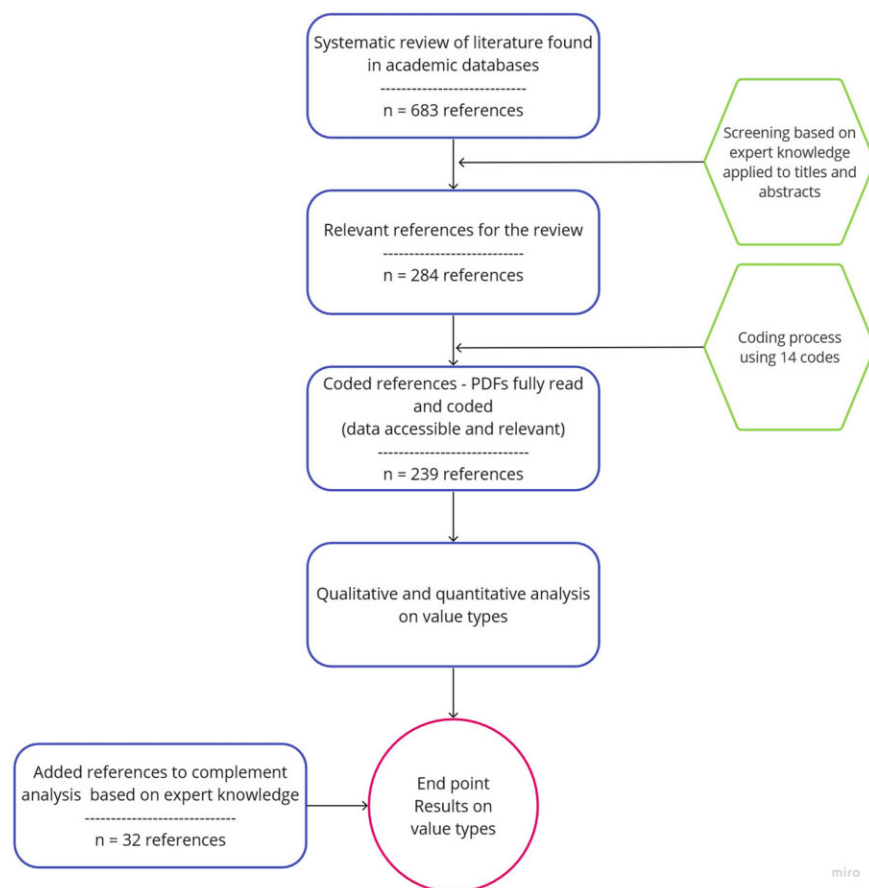 Systematic review of literature found
in academic databases
----------------------------
n = 683 references
Screening based on
expert knowledge
applied to titles and
abstracts
Relevant references for the review
---------------------------
n = 284 references
Coding process
using 14 codes
Coded references - PDFs fully read
and coded
(data accessible and relevant)
-----------------------------
n = 239 references
Qualitative and quantitative analysis
on value types
Added references to complement
analysis based on expert knowledge
-----------------------------
n = 32 references
End point
Results on
value types
miro